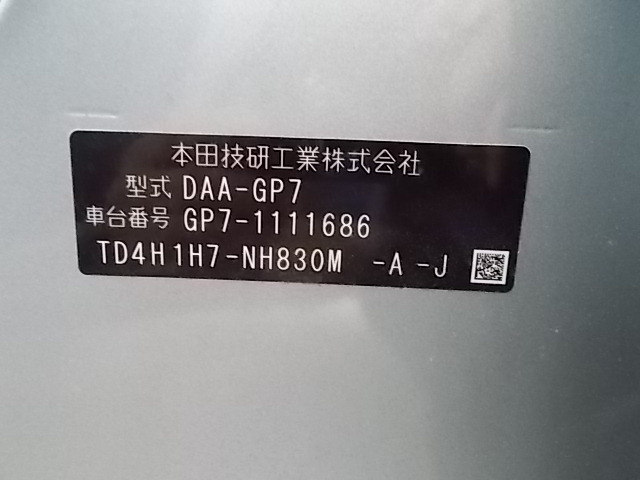 本田技研工業株式会社
型式 DAA-GP7
車台番号 GP7-1111686
TD4H1H7-NH830M -A -J